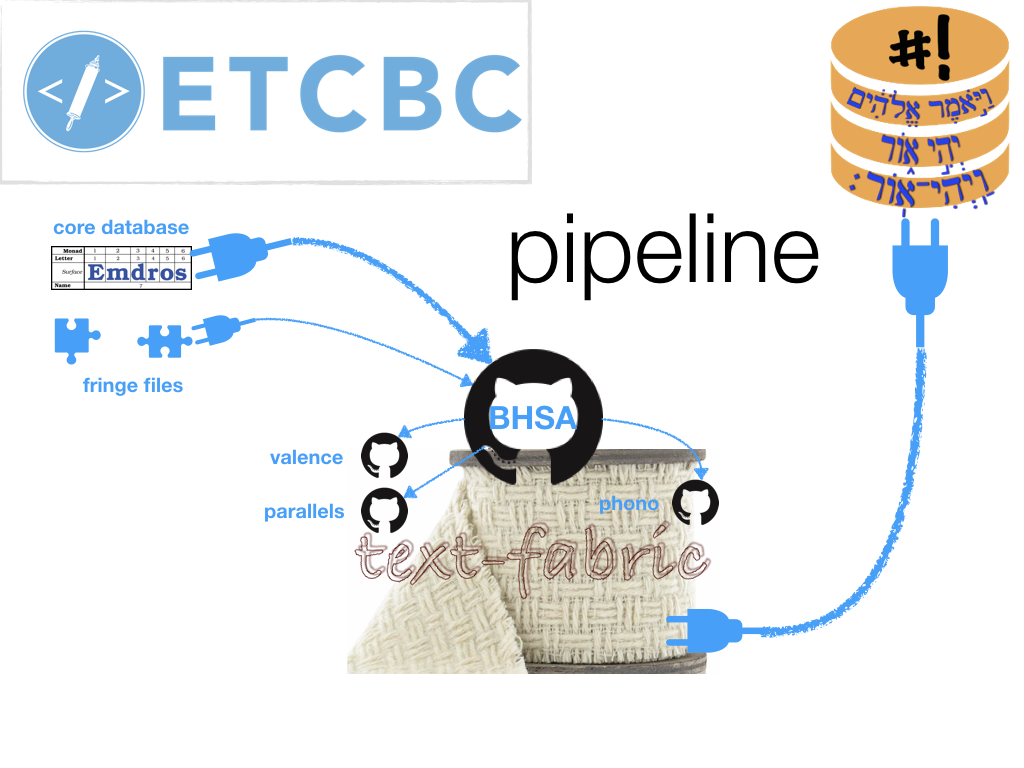 </> ETCBC
#!
וַיֹּאמֶר אֱלֹהִים
יְהִי אוֹר
וַיְהִי־אוֹר׃
pipeline
core database
Monad 1 2 3 4 5 6
Letter 1 2 3 4 5 6
Surface Emdros
Name 7
fringe files
BHSA
valence
parallels
phono
text-fabric